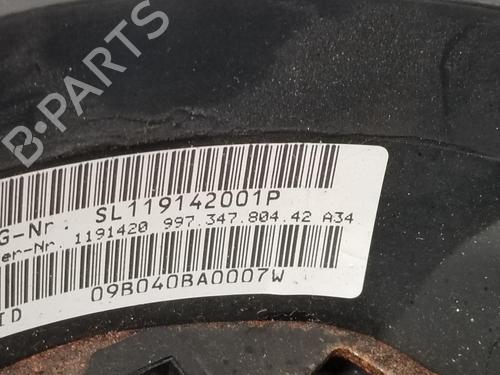 B-PARTS
G-Nr: SL119142001P
er-Nr. 1191420 997.347.804.42 A34
ID 09B040BA0007W